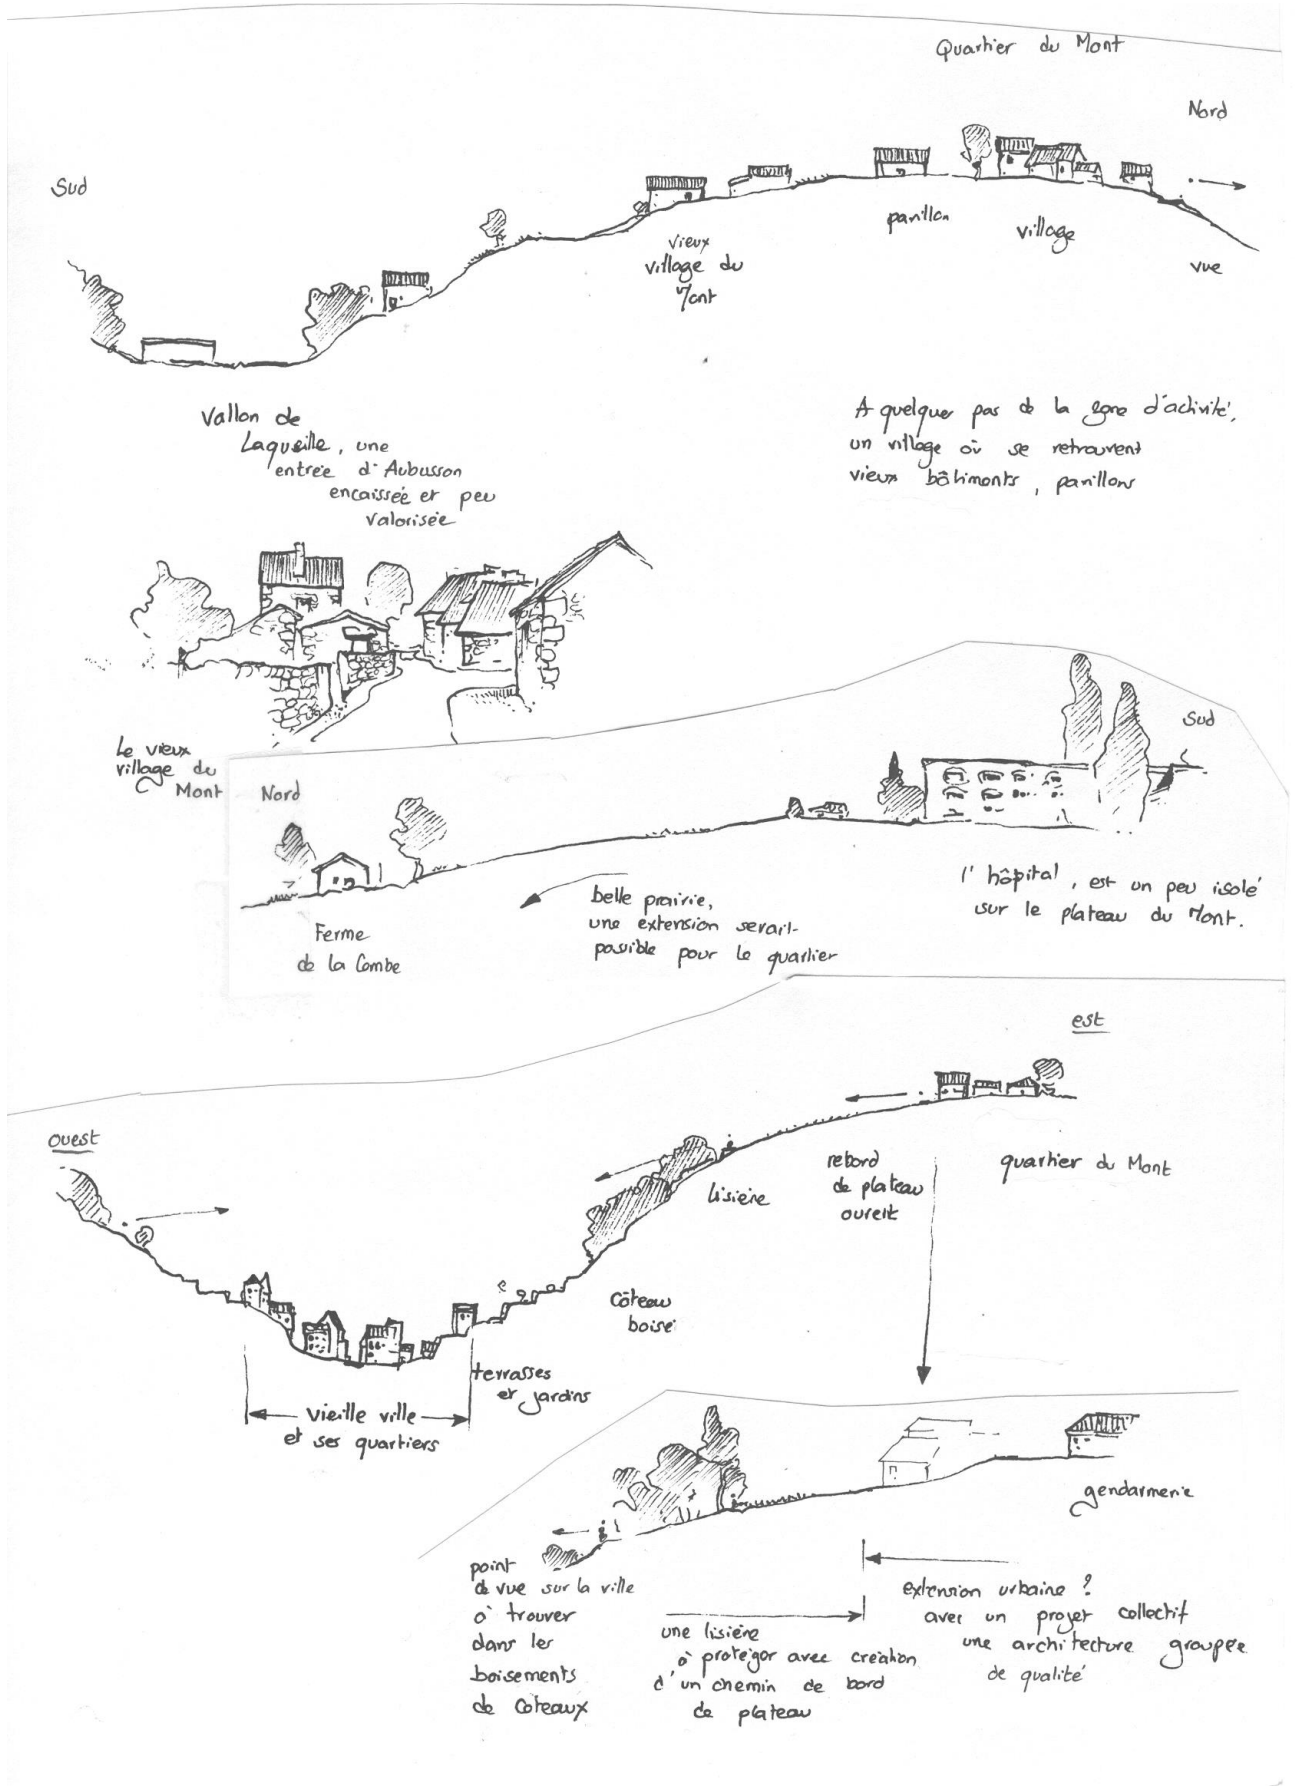 Quartier du Mont
Nord
Sud
pavillon
village
vieux
village du
Mont
vue
Vallon de
Laqueille, une
entrée d'Aubusson
encaissée et peu
valorisée
A quelques pas de la zone d'activité,
un village où se retrouvent
vieux bâtiments, pavillons
Le vieux
village du
Mont
Nord
Sud
Ferme
de la Combe
belle prairie,
une extension serait
possible pour le quartier
l'hôpital, est un peu isolé
sur le plateau du Mont.
est
ouest
rebord
de plateau
ouvert
quartier du Mont
lisière
Côteau
boisé
terrasses
et jardins
vieille ville
et ses quartiers
gendarmerie
point
de vue sur la ville
à trouver
dans les
boisements
de côteaux
une lisière
à protéger avec création
d'un chemin de bord
de plateau
extension urbaine ?
avec un projet collectif
une architecture groupée
de qualité